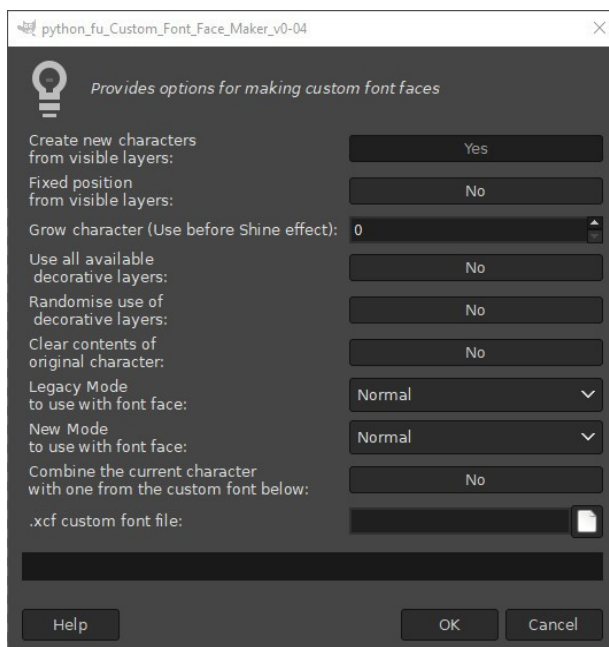 python_fu_Custom_Font_Face_Maker_v0-04
Provides options for making custom font faces
Create new characters
from visible layers:
Yes
Fixed position
from visible layers:
No
Grow character (Use before Shine effect):
0
Use all available
decorative layers:
No
Randomise use of
decorative layers:
No
Clear contents of
original character:
No
Legacy Mode
to use with font face:
Normal
New Mode
to use with font face:
Normal
Combine the current character
with one from the custom font below:
No
.xcf custom font file:
Help
OK
Cancel